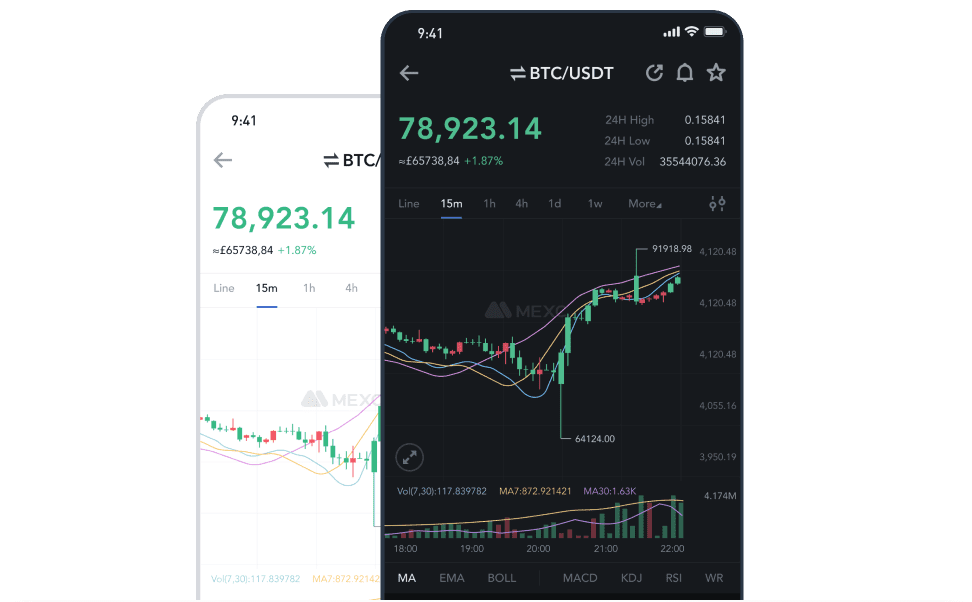 9:41
BTC/
78,923.14
≈£65738,84 +1.87%
Line 15m 1h 4h
MEXC
Vol(7,30):117.839782 MA7:872.92142
9:41
BTC/USDT
78,923.14
≈£65738,84 +1.87%
24H High 0.15841
24H Low 0.15841
24H Vol 35544076.36
Line 15m 1h 4h 1d 1w More
91918.98
4,120.48
4,120.48
MEXC
4,120.48
4,055.16
64124.00
3,950.19
Vol(7,30):117.839782 MA7:872.921421 MA30:1.63K 4.174M
18:00 19:00 20:00 21:00 22:00
MA EMA BOLL MACD KDJ RSI WR